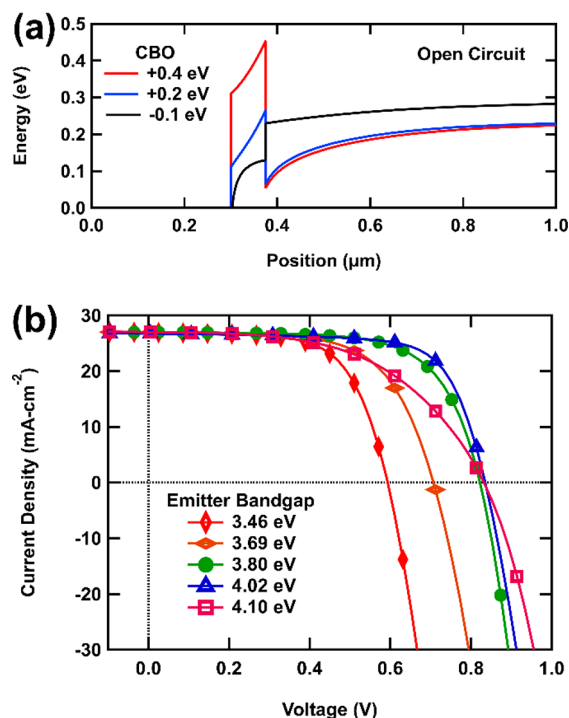 (a)
0.5
0.4
0.3
0.2
0.1
0.0
Energy (eV)
CBO
+0.4 eV
+0.2 eV
-0.1 eV
Open Circuit
0.0 0.2 0.4 0.6 0.8 1.0
Position (µm)
(b)
30
20
10
0
-10
-20
-30
Current Density (mA-cm⁻²)
Emitter Bandgap
3.46 eV
3.69 eV
3.80 eV
4.02 eV
4.10 eV
0.0 0.2 0.4 0.6 0.8 1.0
Voltage (V)